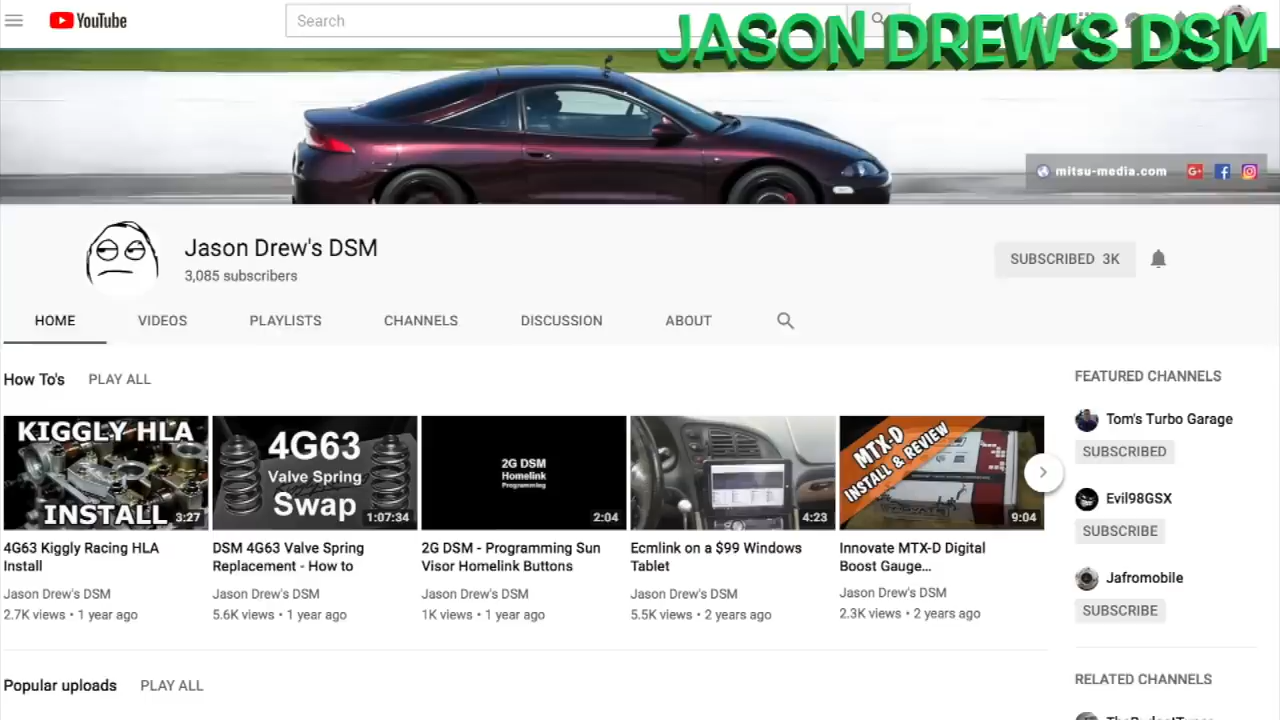 YouTube
Search
JASON DREW'S DSM
mitsu-media.com
Jason Drew's DSM
3,085 subscribers
SUBSCRIBED 3K
HOME VIDEOS PLAYLISTS CHANNELS DISCUSSION ABOUT
How To's PLAY ALL
KIGGLY HLA
INSTALL
3:27
4G63
Valve Spring
Swap
1:07:34
2G DSM
Homelink
Programming
2:04
4:23
MTX-D
INSTALL & REVIEW
9:04
4G63 Kiggly Racing HLA
Install
Jason Drew's DSM
2.7K views • 1 year ago
DSM 4G63 Valve Spring
Replacement - How to
Jason Drew's DSM
5.6K views • 1 year ago
2G DSM - Programming Sun
Visor Homelink Buttons
Jason Drew's DSM
1K views • 1 year ago
Ecmlink on a $99 Windows
Tablet
Jason Drew's DSM
5.5K views • 2 years ago
Innovate MTX-D Digital
Boost Gauge...
Jason Drew's DSM
2.3K views • 2 years ago
FEATURED CHANNELS
Tom's Turbo Garage
SUBSCRIBED
Evil98GSX
SUBSCRIBE
Jafromobile
SUBSCRIBE
RELATED CHANNELS
Popular uploads PLAY ALL